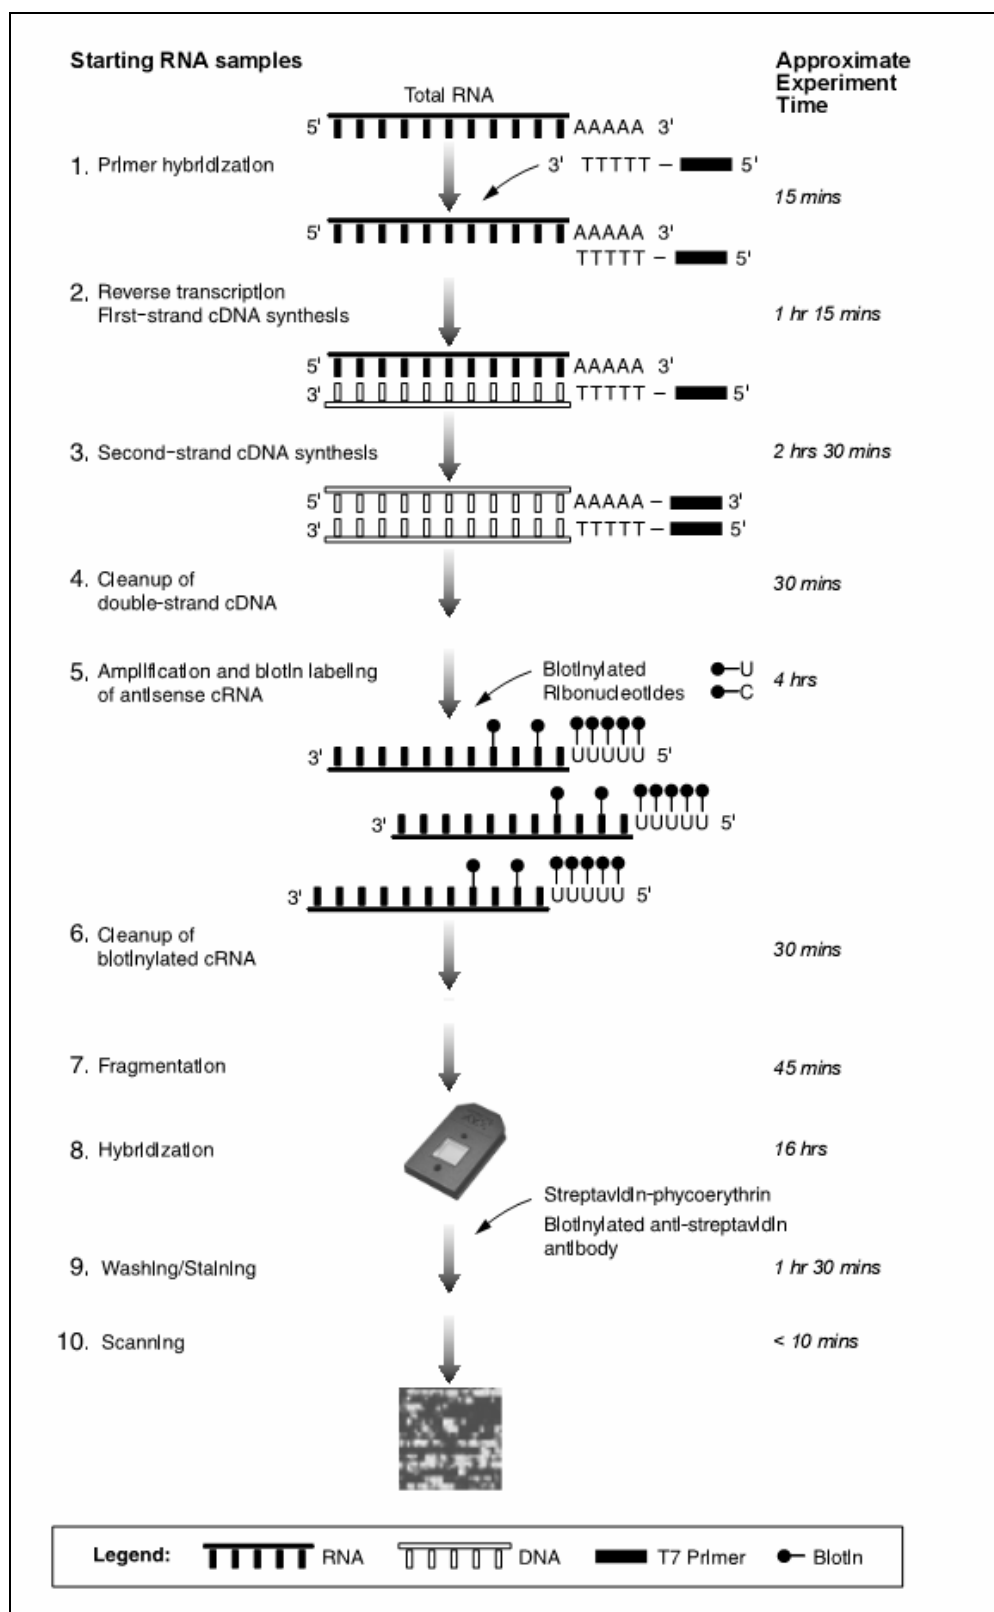 Starting RNA samples
Approximate
Experiment
Time
Total RNA
5' AAAAA 3'
1. Primer hybridization
3' TTTTT – 5'
15 mins
5' AAAAA 3'
TTTTT – 5'
2. Reverse transcription
First-strand cDNA synthesis
1 hr 15 mins
5' AAAAA 3'
3' TTTTT – 5'
3. Second-strand cDNA synthesis
2 hrs 30 mins
5' AAAAA – 3'
3' TTTTT – 5'
4. Cleanup of
double-strand cDNA
30 mins
5. Amplification and biotin labeling
of antisense cRNA
Biotinylated
Ribonucleotides
U
C
4 hrs
3' UUUUU 5'
3' UUUUU 5'
3' UUUUU 5'
6. Cleanup of
biotinylated cRNA
30 mins
7. Fragmentation
45 mins
8. Hybridization
16 hrs
Streptavidin-phycoerythrin
Biotinylated anti-streptavidin
antibody
9. Washing/Staining
1 hr 30 mins
10. Scanning
< 10 mins
Legend: RNA DNA T7 Primer Biotin